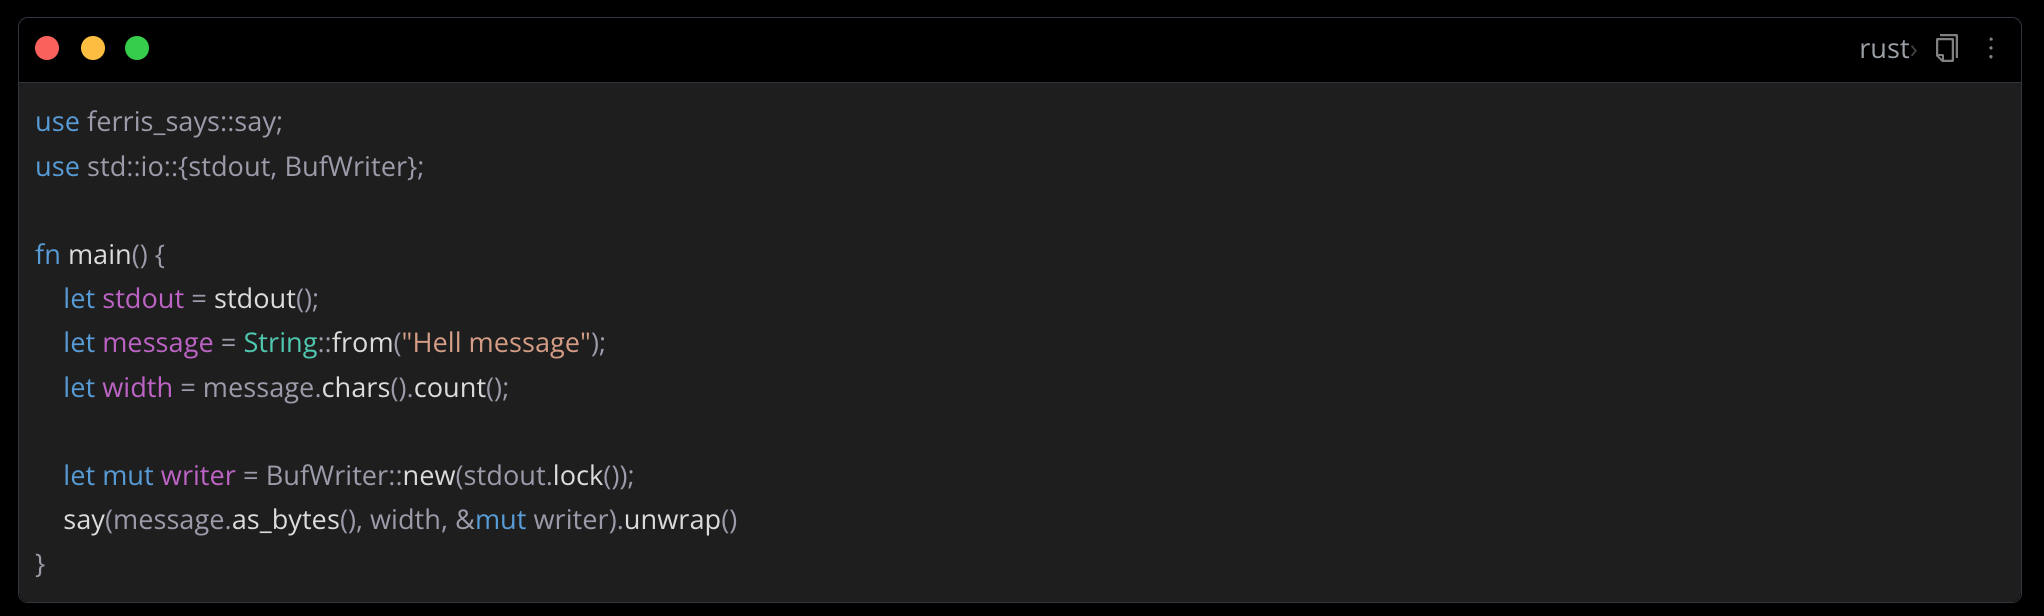 rust›
use ferris_says::say;
use std::io::{stdout, BufWriter};
fn main() {
    let stdout = stdout();
    let message = String::from("Hell message");
    let width = message.chars().count();
    let mut writer = BufWriter::new(stdout.lock());
    say(message.as_bytes(), width, &mut writer).unwrap()
}